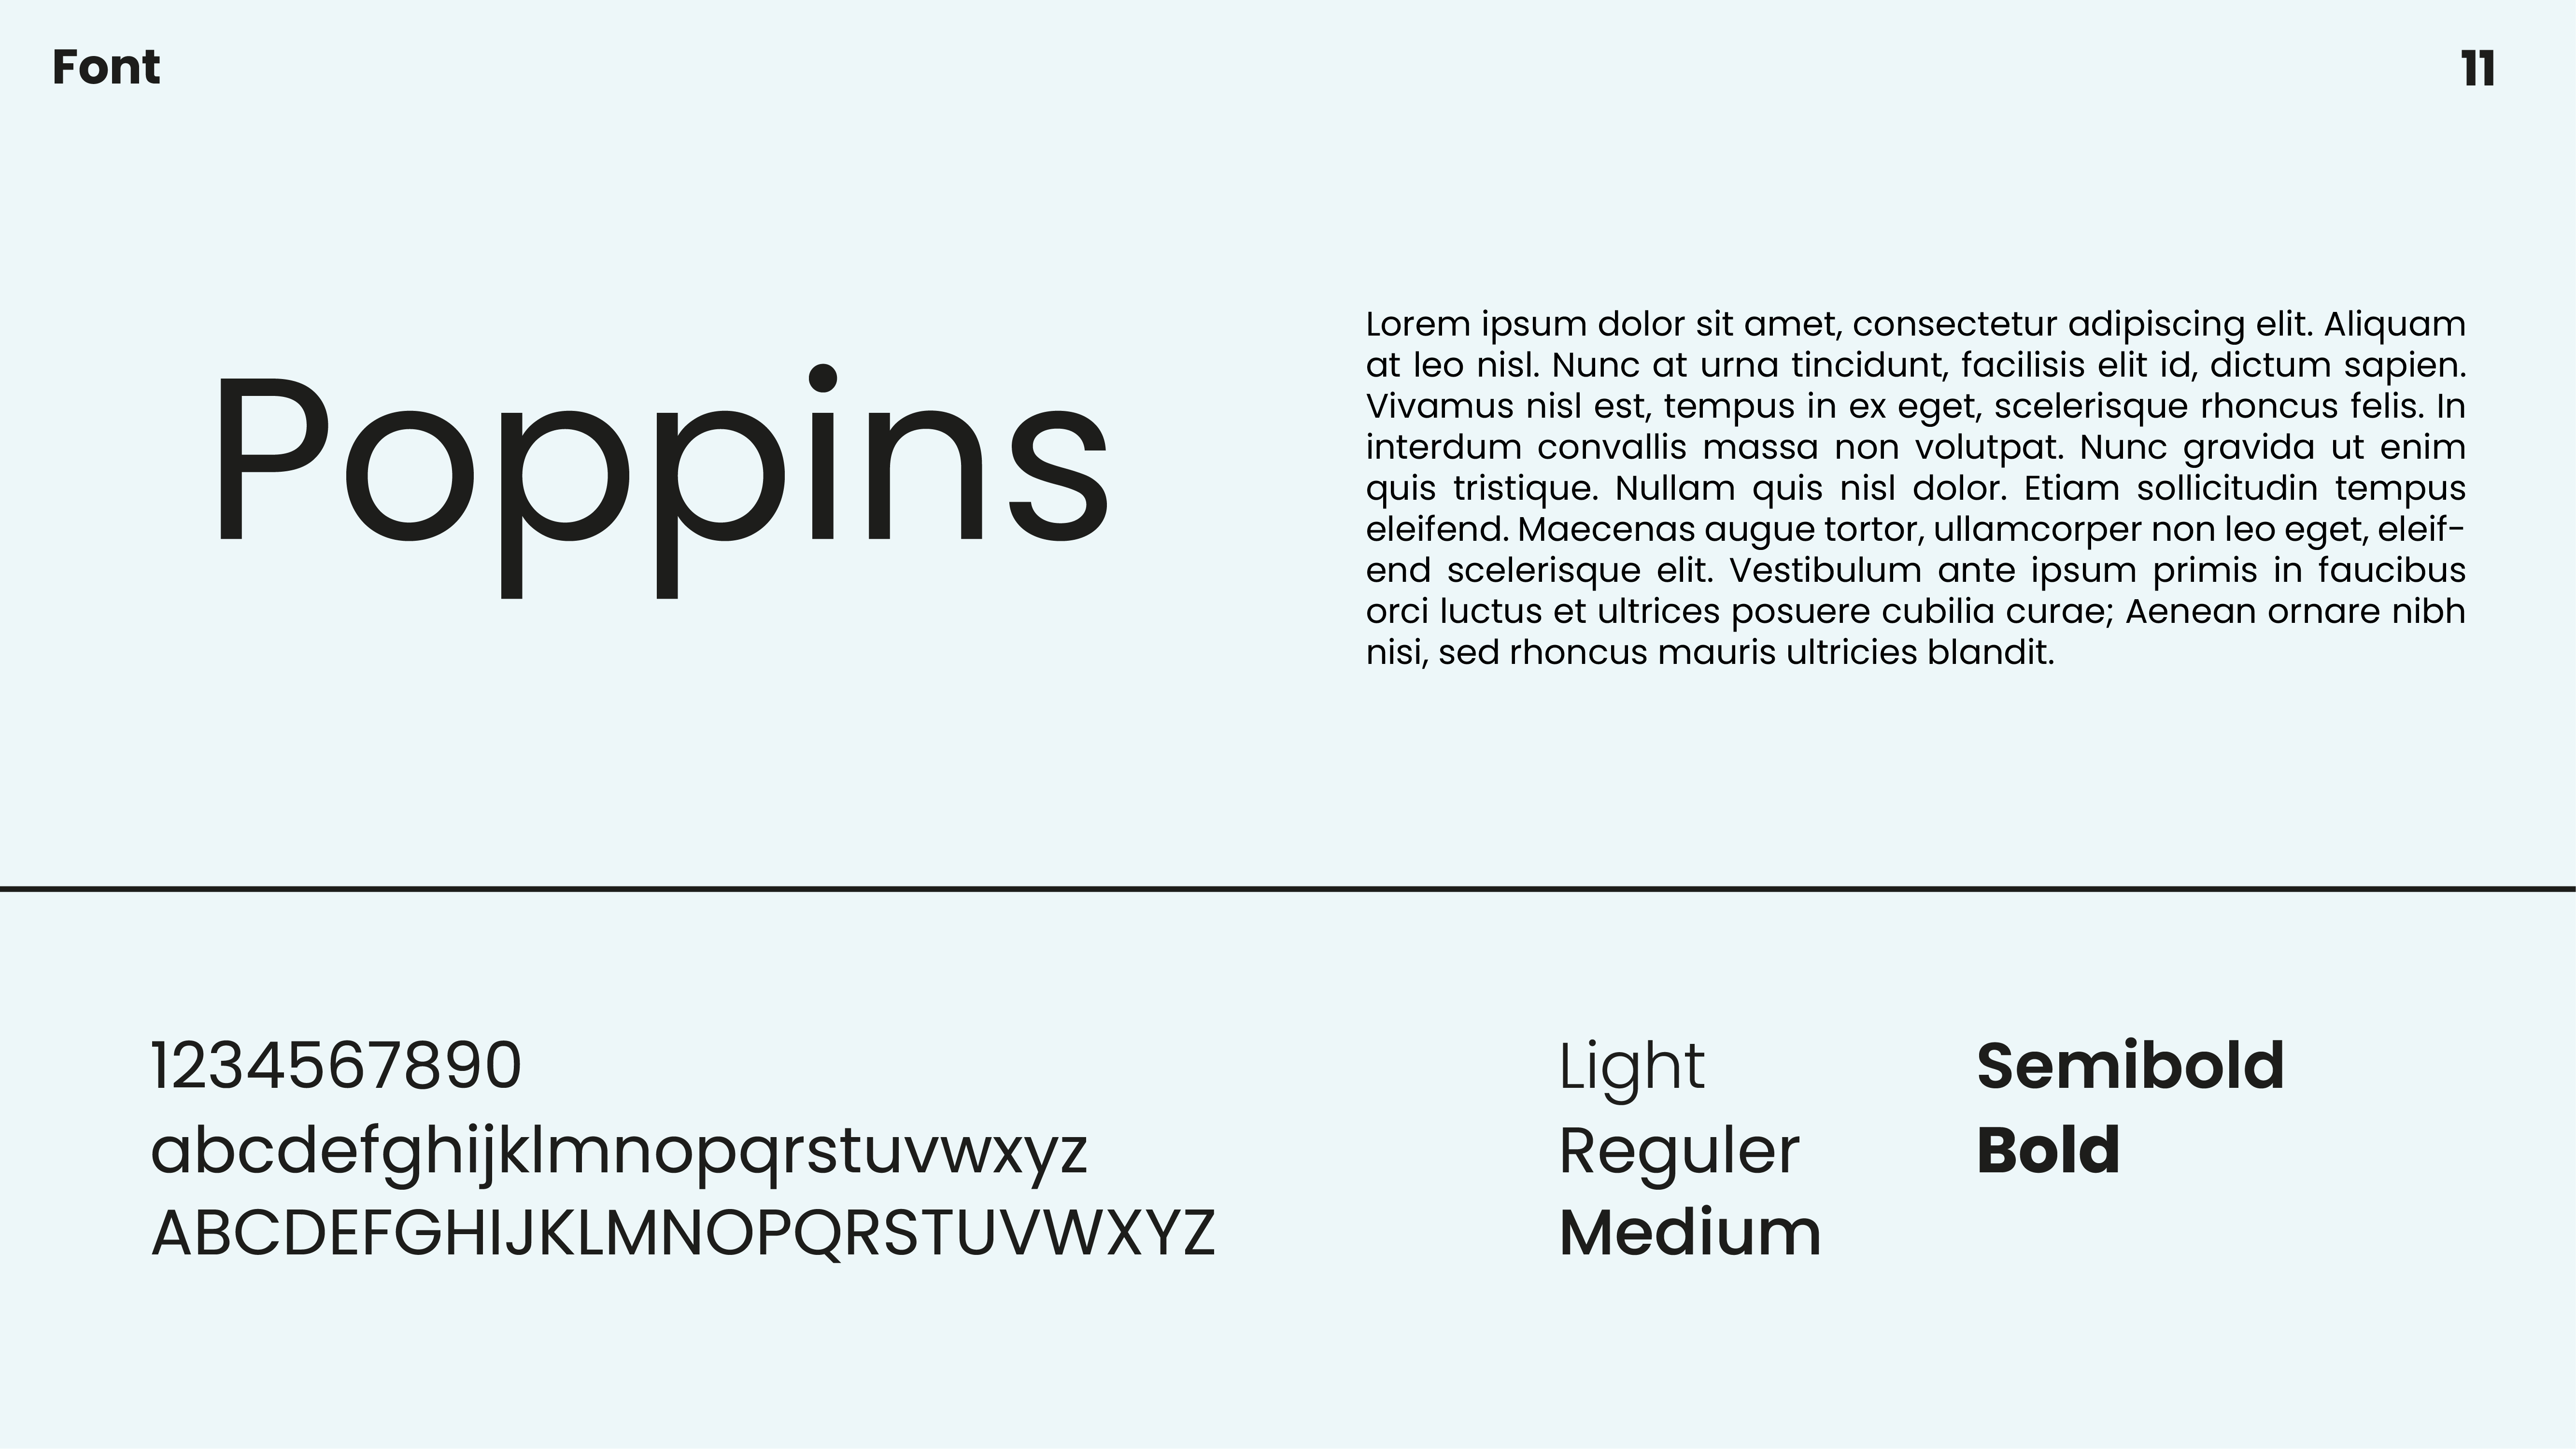 Font
11
Poppins
Lorem ipsum dolor sit amet, consectetur adipiscing elit. Aliquam
at leo nisl. Nunc at urna tincidunt, facilisis elit id, dictum sapien.
Vivamus nisl est, tempus in ex eget, scelerisque rhoncus felis. In
interdum convallis massa non volutpat. Nunc gravida ut enim
quis tristique. Nullam quis nisl dolor. Etiam sollicitudin tempus
eleifend. Maecenas augue tortor, ullamcorper non leo eget, eleif-
end scelerisque elit. Vestibulum ante ipsum primis in faucibus
orci luctus et ultrices posuere cubilia curae; Aenean ornare nibh
nisi, sed rhoncus mauris ultricies blandit.
1234567890
abcdefghijklmnopqrstuvwxyz
ABCDEFGHIJKLMNOPQRSTUVWXYZ
Light
Reguler
Medium
Semibold
Bold